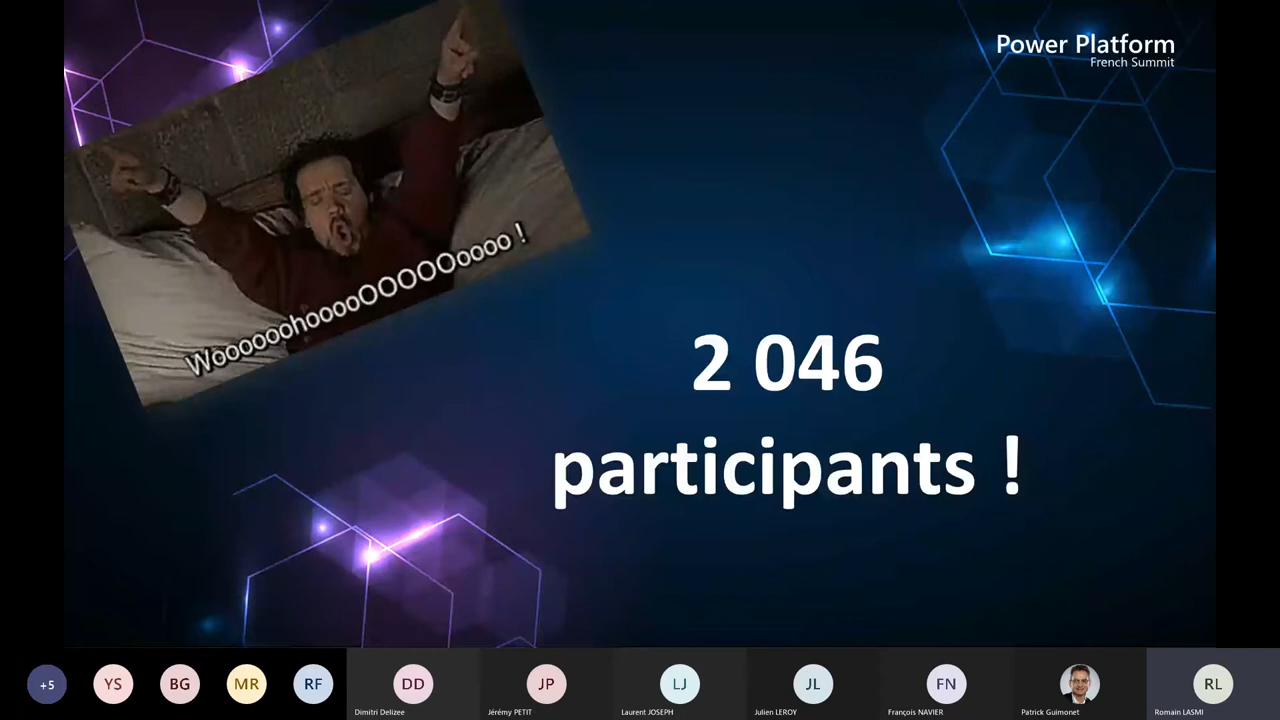 Power Platform
French Summit
WoooooohooooOOOOOoooo !
2 046
participants !
+5
YS
BG
MR
RF
DD
JP
LJ
JL
FN
RL
Dimitri Delizee
Jérémy PETIT
Laurent JOSEPH
Julien LEROY
François NAVIER
Patrick Guimonet
Romain LASMI